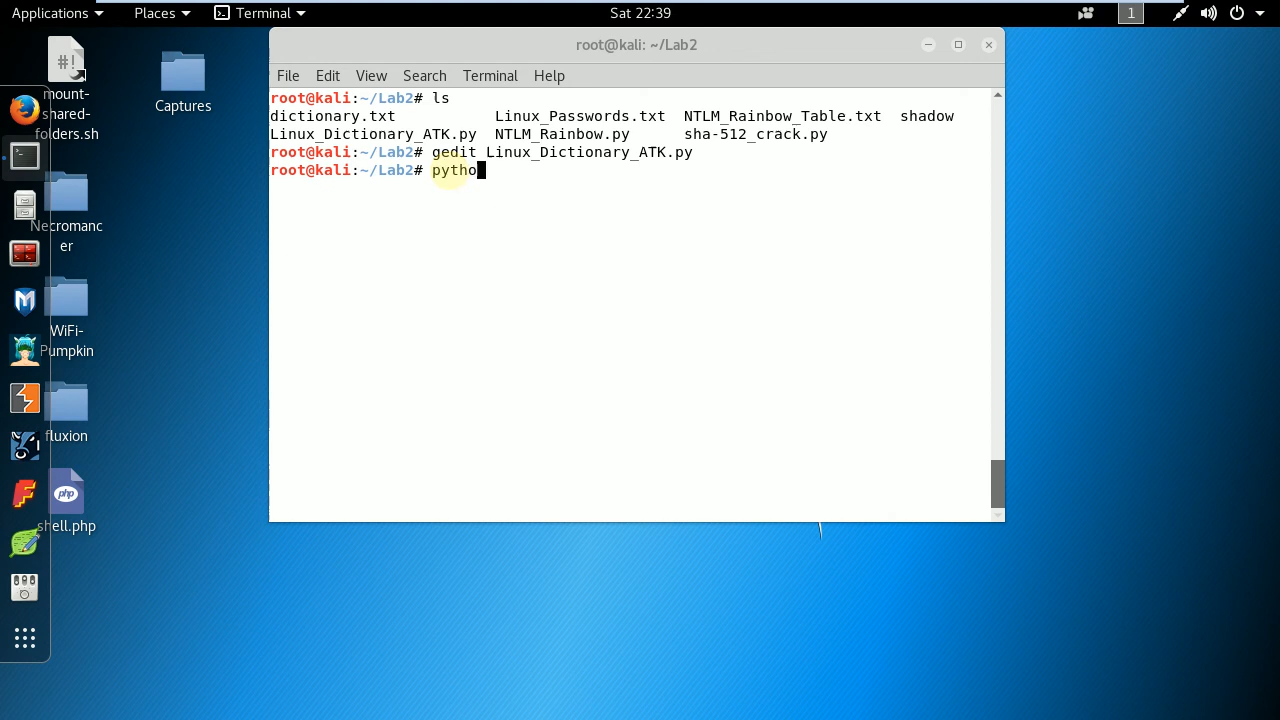 Applications Places Terminal Sat 22:39 1
root@kali: ~/Lab2
File Edit View Search Terminal Help
root@kali:~/Lab2# ls
dictionary.txt Linux_Passwords.txt NTLM_Rainbow_Table.txt shadow
Linux_Dictionary_ATK.py NTLM_Rainbow.py sha-512_crack.py
root@kali:~/Lab2# gedit Linux_Dictionary_ATK.py
root@kali:~/Lab2# pytho
#!
mount-
shared-
folders.sh
Captures
Necromanc
er
WiFi-
Pumpkin
fluxion
php
shell.php